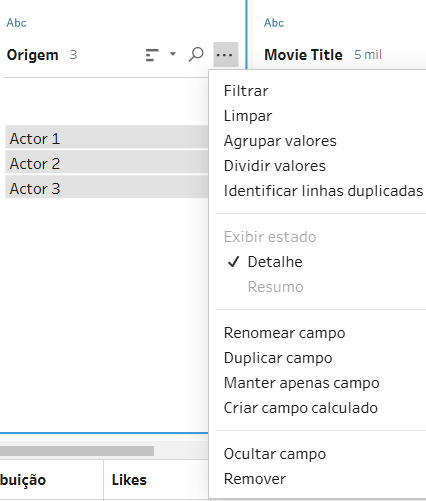 Abc
Abc
Origem 3
Movie Title 5 mil
Filtrar
Limpar
Agrupar valores
Dividir valores
Identificar linhas duplicadas
Actor 1
Actor 2
Actor 3
Exibir estado
Detalhe
Resumo
Renomear campo
Duplicar campo
Manter apenas campo
Criar campo calculado
Ocultar campo
Remover
buição
Likes